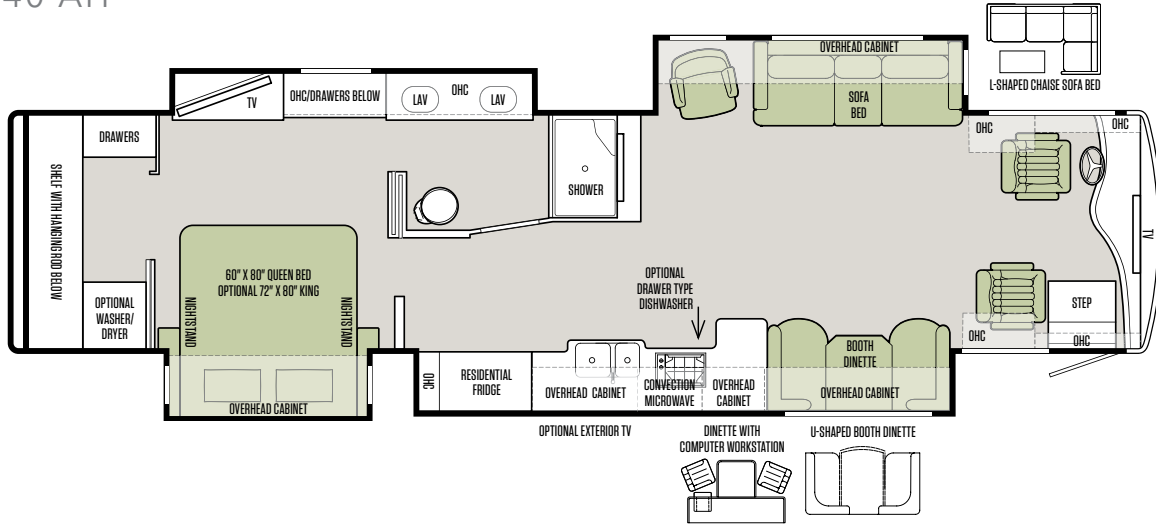 OVERHEAD CABINET
SOFA
BED
L-SHAPED CHAISE SOFA BED
TV
OHC/DRAWERS BELOW
LAV
OHC
LAV
DRAWERS
SHELF WITH HANGING ROD BELOW
OPTIONAL
WASHER/
DRYER
SHOWER
60" X 80" QUEEN BED
OPTIONAL 72" X 80" KING
NIGHTSTAND
NIGHTSTAND
OVERHEAD CABINET
OHC
OHC
TV
OPTIONAL
DRAWER TYPE
DISHWASHER
STEP
OHC
OHC
OHC
RESIDENTIAL
FRIDGE
OVERHEAD CABINET
CONVECTION
MICROWAVE
OVERHEAD
CABINET
BOOTH
DINETTE
OVERHEAD CABINET
OPTIONAL EXTERIOR TV
DINETTE WITH
COMPUTER WORKSTATION
U-SHAPED BOOTH DINETTE